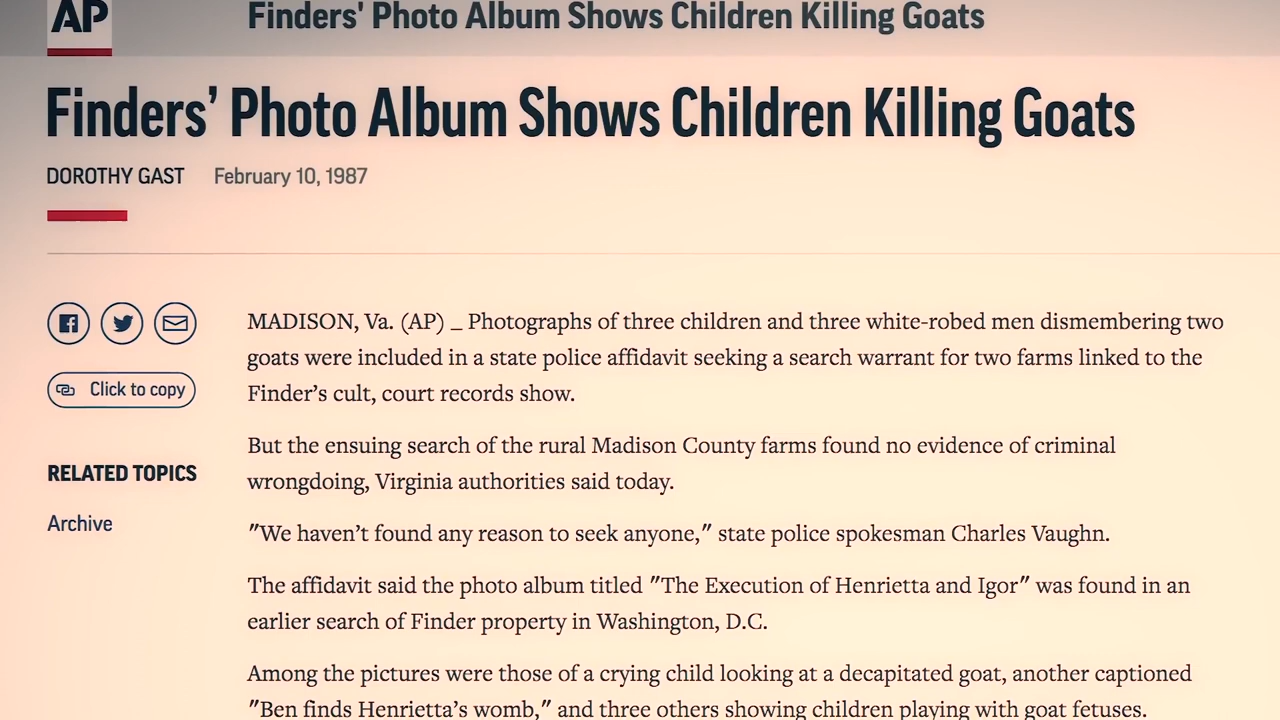 AP
Finders' Photo Album Shows Children Killing Goats
Finders’ Photo Album Shows Children Killing Goats
DOROTHY GAST February 10, 1987
MADISON, Va. (AP) _ Photographs of three children and three white-robed men dismembering two
goats were included in a state police affidavit seeking a search warrant for two farms linked to the
Finder’s cult, court records show.
But the ensuing search of the rural Madison County farms found no evidence of criminal
wrongdoing, Virginia authorities said today.
"We haven’t found any reason to seek anyone," state police spokesman Charles Vaughn.
The affidavit said the photo album titled "The Execution of Henrietta and Igor" was found in an
earlier search of Finder property in Washington, D.C.
Among the pictures were those of a crying child looking at a decapitated goat, another captioned
"Ben finds Henrietta’s womb," and three others showing children playing with goat fetuses.
Click to copy
RELATED TOPICS
Archive